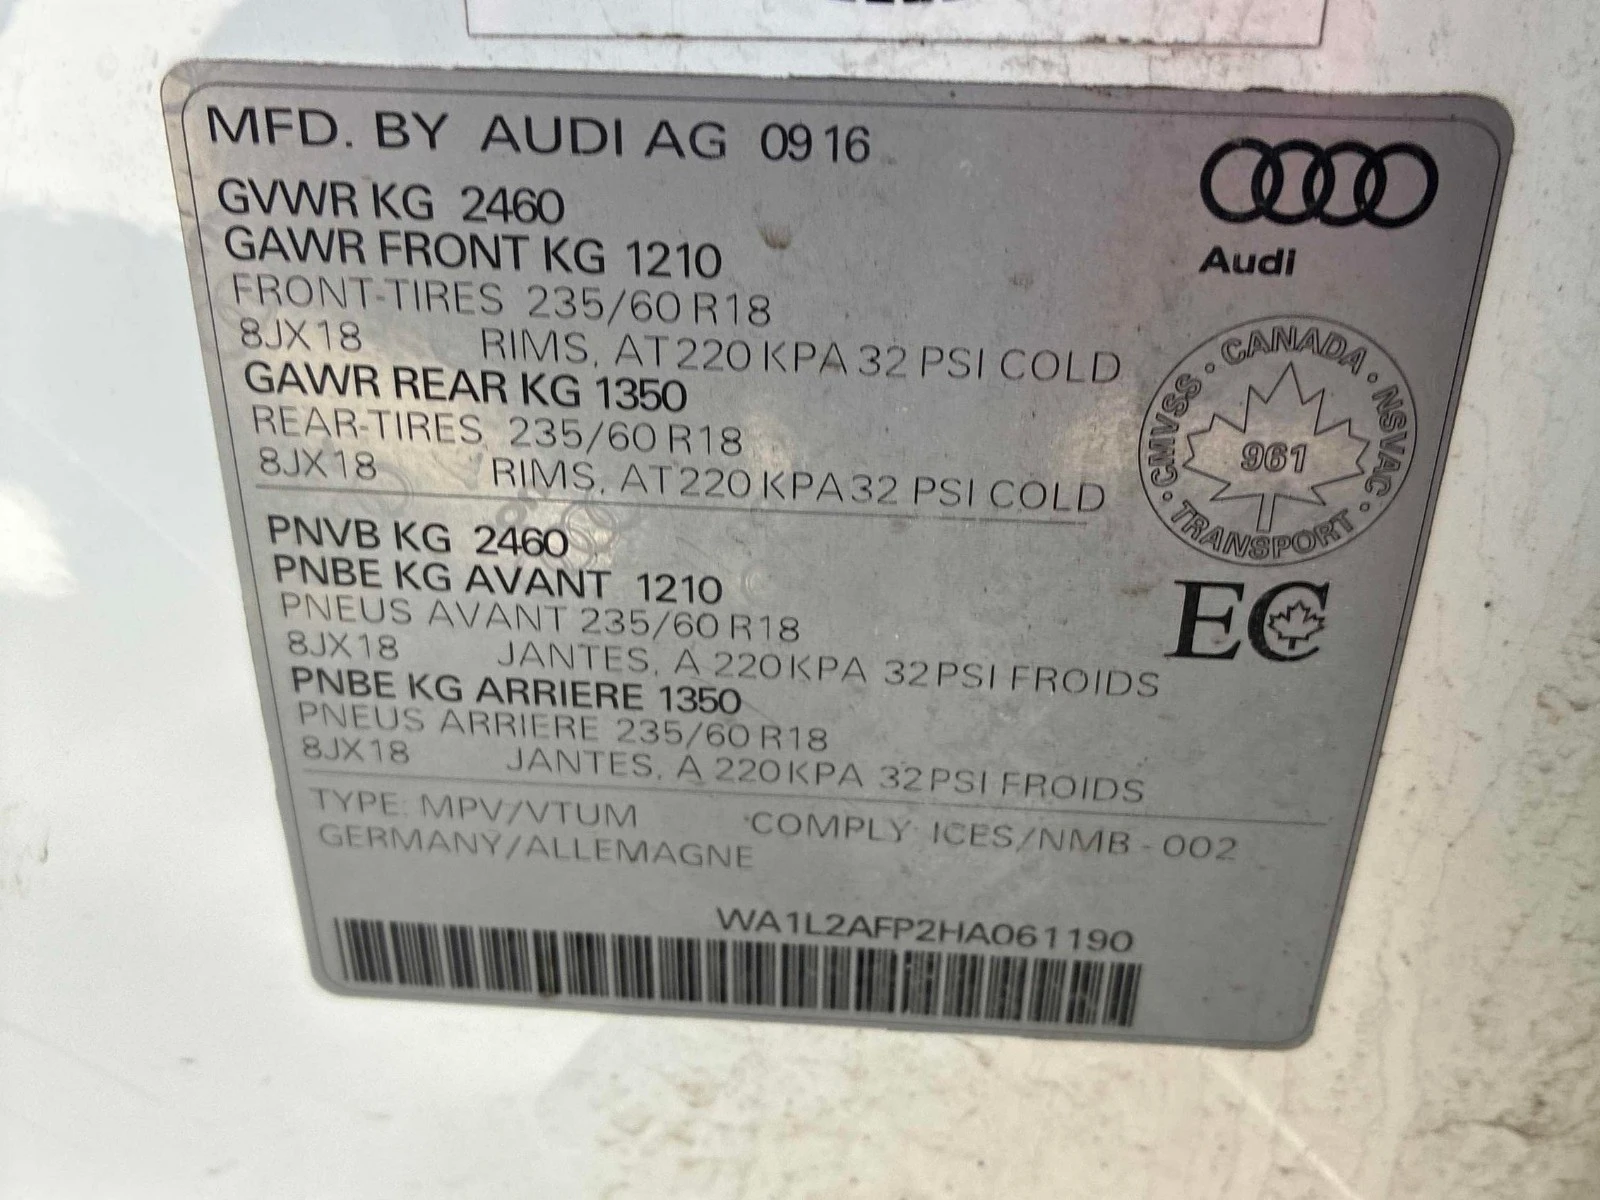 MFD. BY AUDI AG 0916
GVWR KG 2460
GAWR FRONT KG 1210
FRONT-TIRES 235/60 R18
8JX18 RIMS, AT 220 KPA 32 PSI COLD
GAWR REAR KG 1350
REAR-TIRES 235/60 R18
8JX18 RIMS, AT 220 KPA 32 PSI COLD
Audi
·CANADA·NSVAC·TRANSPORT·CMVSS
961
EC
PNVB KG 2460
PNBE KG AVANT 1210
PNEUS AVANT 235/60 R18
8JX18 JANTES, A 220 KPA 32 PSI FROIDS
PNBE KG ARRIERE 1350
PNEUS ARRIERE 235/60 R18
8JX18 JANTES, A 220 KPA 32 PSI FROIDS
TYPE: MPV/VTUM COMPLY ICES/NMB - 002
GERMANY/ALLEMAGNE
WA1L2AFP2HA061190